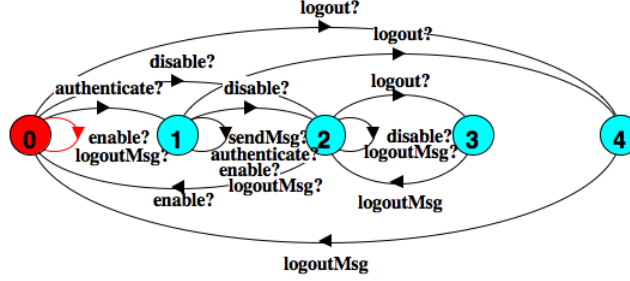 logout?
logout?
disable?
authenticate?
disable?
logout?
0
enable?
logoutMsg?
1
sendMsg?
authenticate?
enable?
logoutMsg?
2
disable?
logoutMsg?
3
4
enable?
logoutMsg
logoutMsg